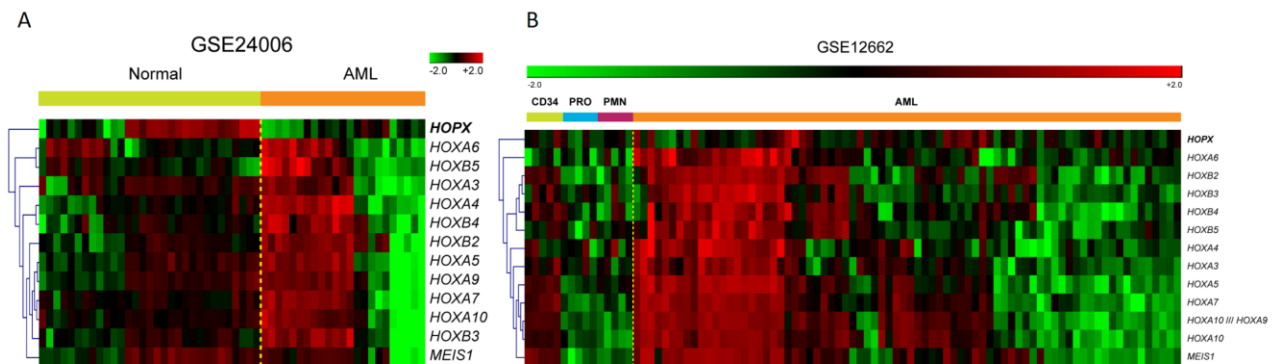 A
GSE24006
-2.0 +2.0
Normal AML
HOPX
HOXA6
HOXB5
HOXA3
HOXA4
HOXB4
HOXB2
HOXA5
HOXA9
HOXA7
HOXA10
HOXB3
MEIS1
B
GSE12662
-2.0 +2.0
CD34 PRO PMN AML
HOPX
HOXA6
HOXB2
HOXB3
HOXB4
HOXB5
HOXA4
HOXA3
HOXA5
HOXA7
HOXA10 /// HOXA9
HOXA10
MEIS1